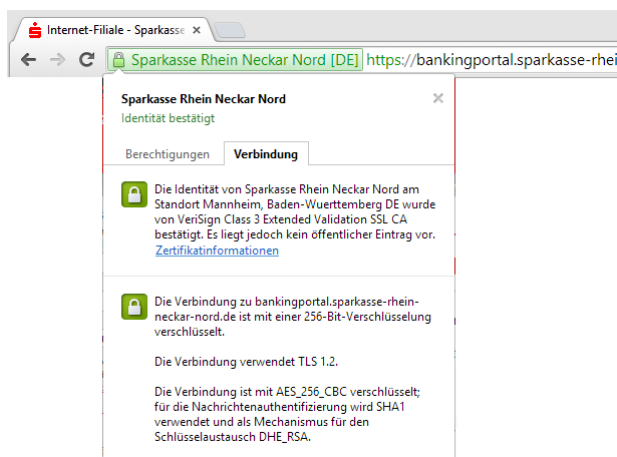 Internet-Filiale - Sparkasse
Sparkasse Rhein Neckar Nord [DE] https://bankingportal.sparkasse-rhei
Sparkasse Rhein Neckar Nord
Identität bestätigt
Berechtigungen Verbindung
Die Identität von Sparkasse Rhein Neckar Nord am
Standort Mannheim, Baden-Wuerttemberg DE wurde
von VeriSign Class 3 Extended Validation SSL CA
bestätigt. Es liegt jedoch kein öffentlicher Eintrag vor.
Zertifikatinformationen
Die Verbindung zu bankingportal.sparkasse-rhein-
neckar-nord.de ist mit einer 256-Bit-Verschlüsselung
verschlüsselt.
Die Verbindung verwendet TLS 1.2.
Die Verbindung ist mit AES_256_CBC verschlüsselt;
für die Nachrichtenauthentifizierung wird SHA1
verwendet und als Mechanismus für den
Schlüsselaustausch DHE_RSA.